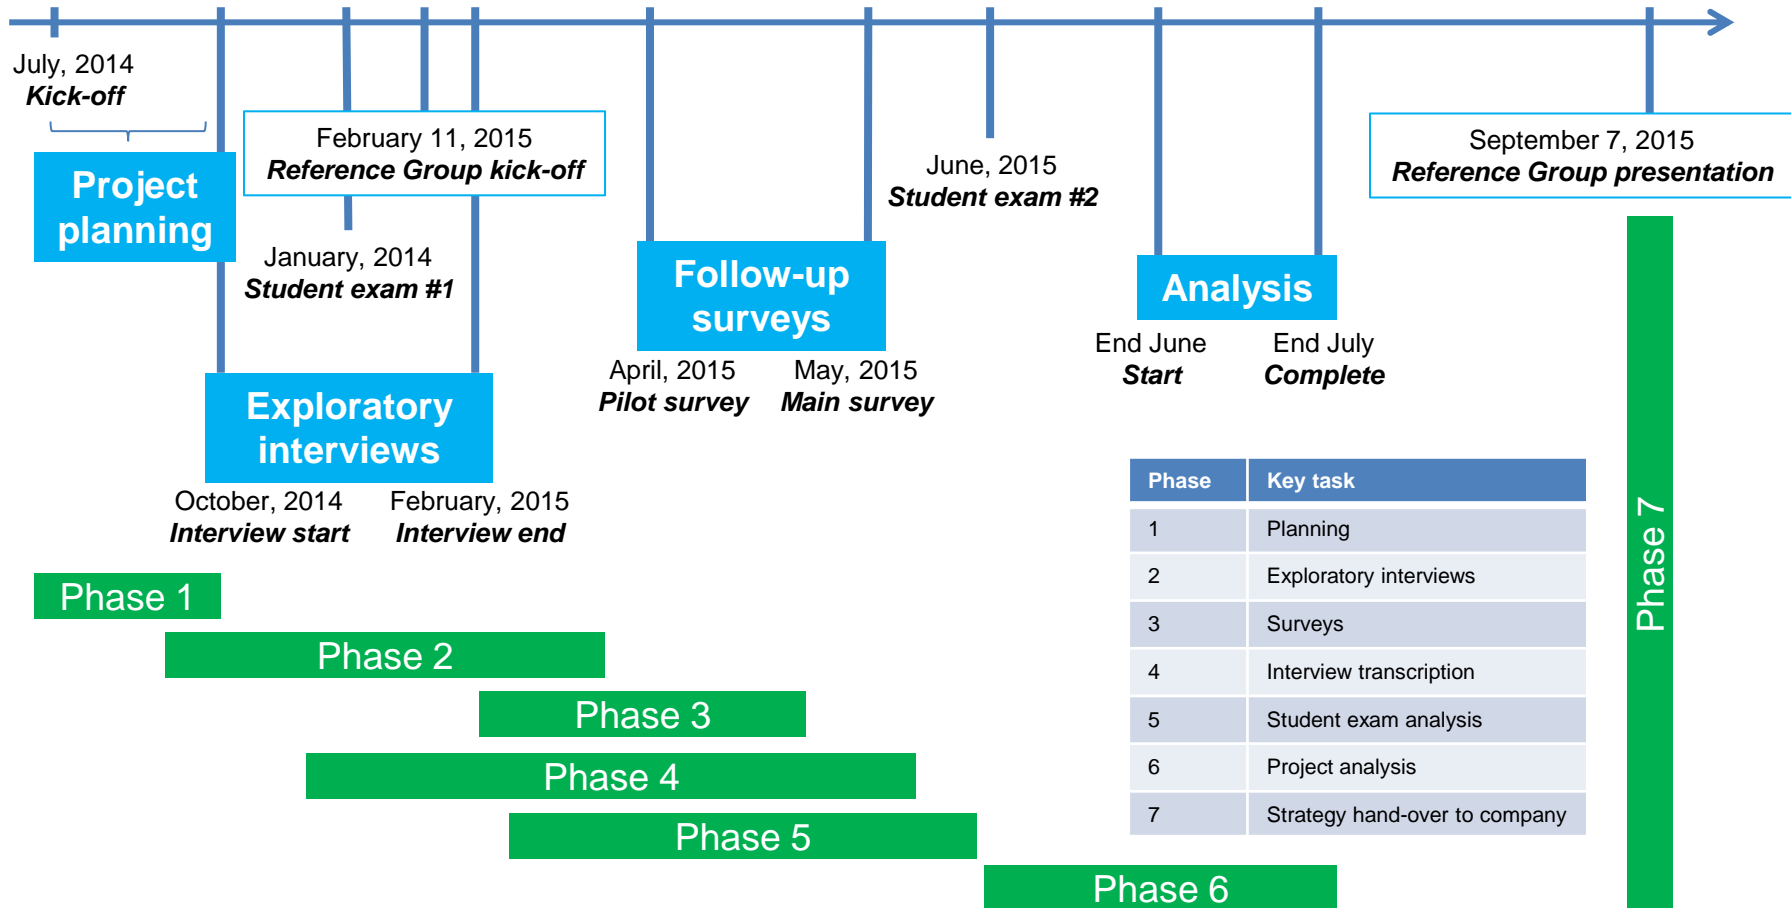 July, 2014
Kick-off
Project
planning
February 11, 2015
Reference Group kick-off
January, 2014
Student exam #1
Exploratory
interviews
October, 2014
Interview start
February, 2015
Interview end
Follow-up
surveys
April, 2015
Pilot survey
May, 2015
Main survey
June, 2015
Student exam #2
Analysis
End June
Start
End July
Complete
September 7, 2015
Reference Group presentation
Phase Key task
1 Planning
2 Exploratory interviews
3 Surveys
4 Interview transcription
5 Student exam analysis
6 Project analysis
7 Strategy hand-over to company
Phase 1
Phase 2
Phase 3
Phase 4
Phase 5
Phase 6
Phase 7